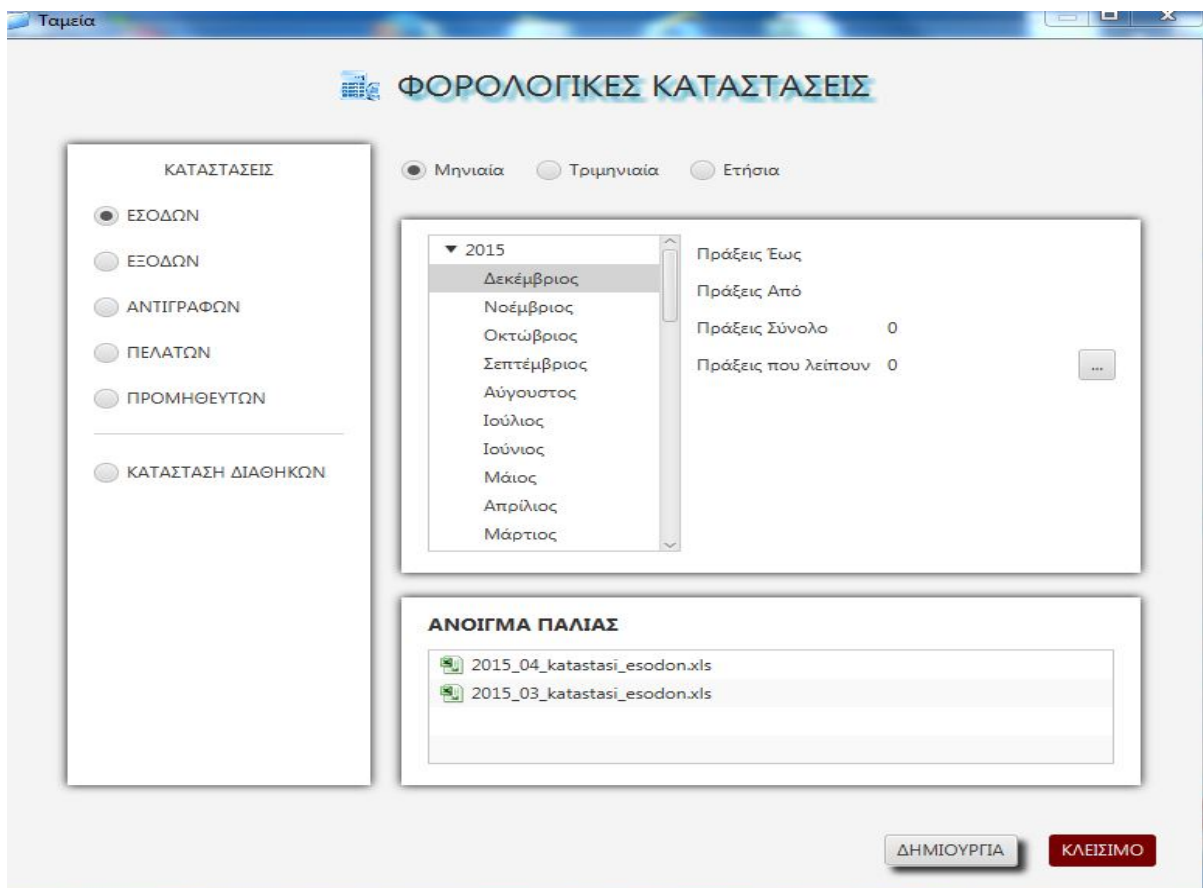 Ταμεία
ΦΟΡΟΛΟΓΙΚΕΣ ΚΑΤΑΣΤΑΣΕΙΣ
ΚΑΤΑΣΤΑΣΕΙΣ
ΕΣΟΔΩΝ
ΕΞΟΔΩΝ
ΑΝΤΙΓΡΑΦΩΝ
ΠΕΛΑΤΩΝ
ΠΡΟΜΗΘΕΥΤΩΝ
ΚΑΤΑΣΤΑΣΗ ΔΙΑΘΗΚΩΝ
Μηνιαία Τριμηνιαία Ετήσια
2015
Δεκέμβριος
Νοέμβριος
Οκτώβριος
Σεπτέμβριος
Αύγουστος
Ιούλιος
Ιούνιος
Μάιος
Απρίλιος
Μάρτιος
Πράξεις Έως
Πράξεις Από
Πράξεις Σύνολο 0
Πράξεις που λείπουν 0
...
ΑΝΟΙΓΜΑ ΠΑΛΙΑΣ
2015_04_katastasi_esodon.xls
2015_03_katastasi_esodon.xls
ΔΗΜΙΟΥΡΓΙΑ ΚΛΕΙΣΙΜΟ